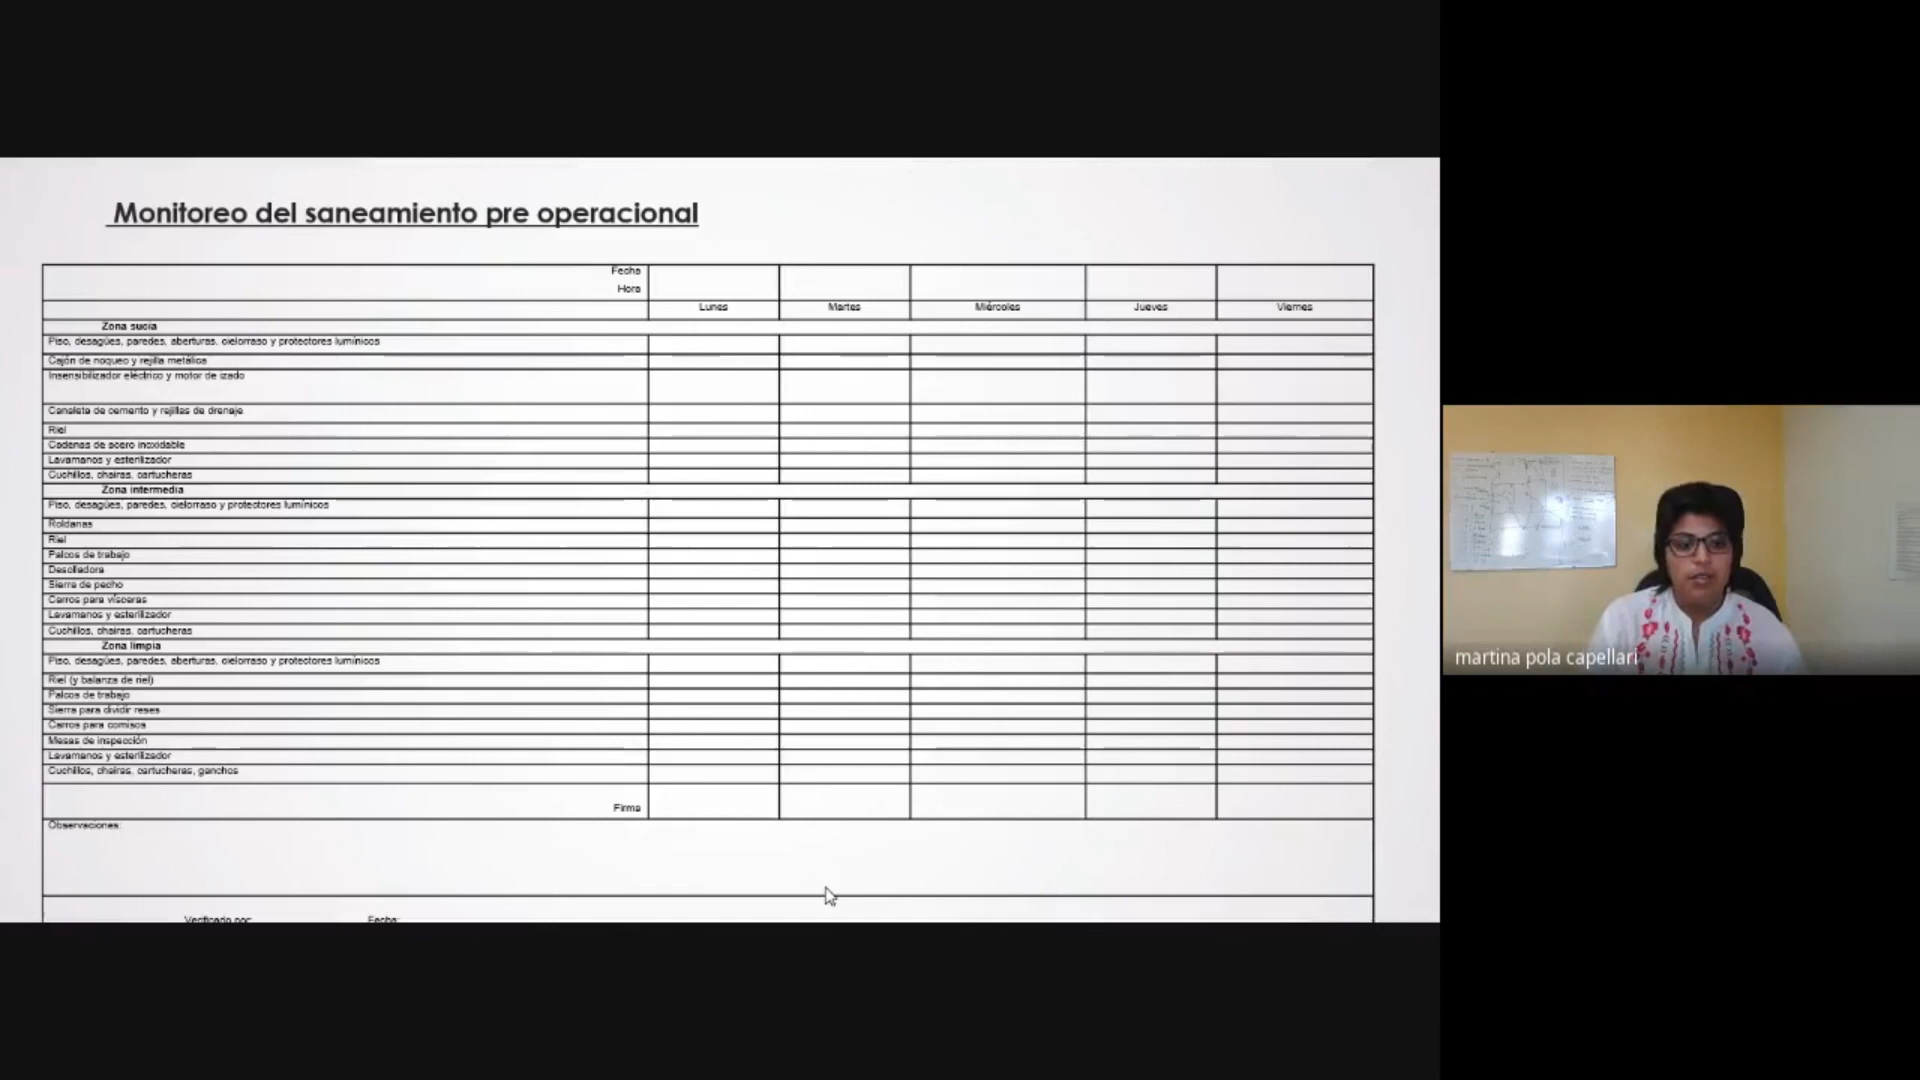 Monitoreo del saneamiento pre operacional
Fecha
Hora
Lunes Martes Miércoles Jueves Viernes
Zona sucia
Piso, desagües, paredes, aberturas, cielorraso y protectores lumínicos
Cajón de noqueo y rejilla metálica
Insensibilizador eléctrico y motor de izado
Canaleta de cemento y rejillas de drenaje
Riel
Cadenas de acero inoxidable
Lavamanos y esterilizador
Cuchillos, chairas, cartucheras
Zona intermedia
Piso, desagües, paredes, cielorraso y protectores lumínicos
Roldanas
Riel
Palcos de trabajo
Desolladora
Sierra de pecho
Carros para vísceras
Lavamanos y esterilizador
Cuchillos, chairas, cartucheras
Zona limpia
Piso, desagües, paredes, aberturas, cielorraso y protectores lumínicos
Riel (y balanza de riel)
Palcos de trabajo
Sierra para dividir reses
Carros para comisos
Mesas de inspección
Lavamanos y esterilizador
Cuchillos, chairas, cartucheras, ganchos
Firma
Observaciones:
Verificado por: Fecha:
martina pola capellari